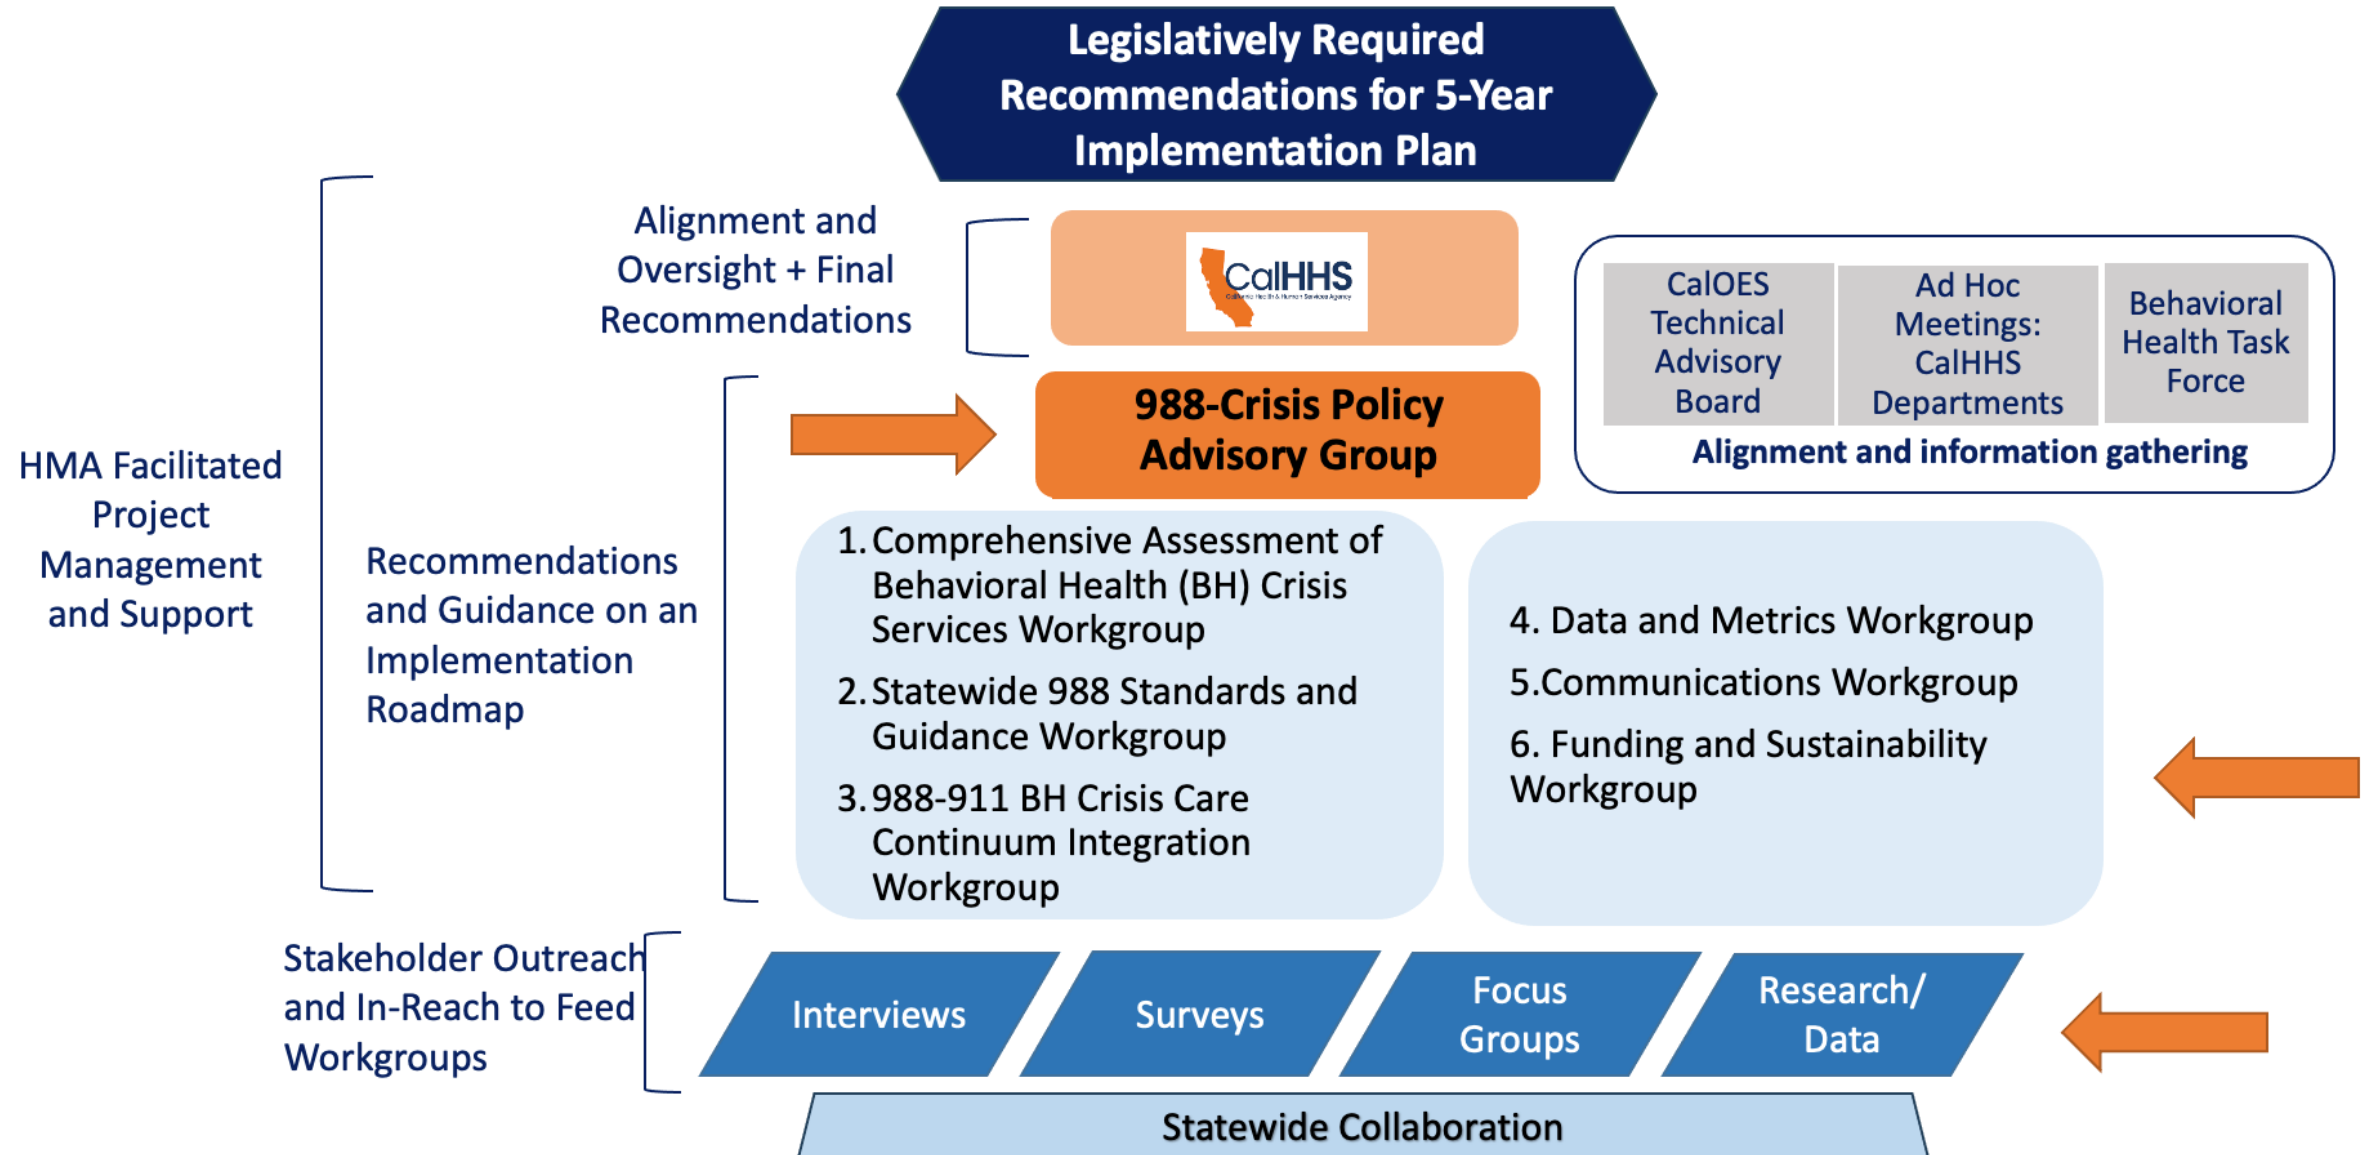 Legislatively Required
Recommendations for 5-Year
Implementation Plan
Alignment and
Oversight + Final
Recommendations
CalHHS
California Health & Human Services Agency
CalOES
Technical
Advisory
Board
Ad Hoc
Meetings:
CalHHS
Departments
Behavioral
Health Task
Force
Alignment and information gathering
988-Crisis Policy
Advisory Group
HMA Facilitated
Project
Management
and Support
Recommendations
and Guidance on an
Implementation
Roadmap
1. Comprehensive Assessment of
Behavioral Health (BH) Crisis
Services Workgroup
2. Statewide 988 Standards and
Guidance Workgroup
3. 988-911 BH Crisis Care
Continuum Integration
Workgroup
4. Data and Metrics Workgroup
5.Communications Workgroup
6. Funding and Sustainability
Workgroup
Stakeholder Outreach
and In-Reach to Feed
Workgroups
Interviews
Surveys
Focus
Groups
Research/
Data
Statewide Collaboration